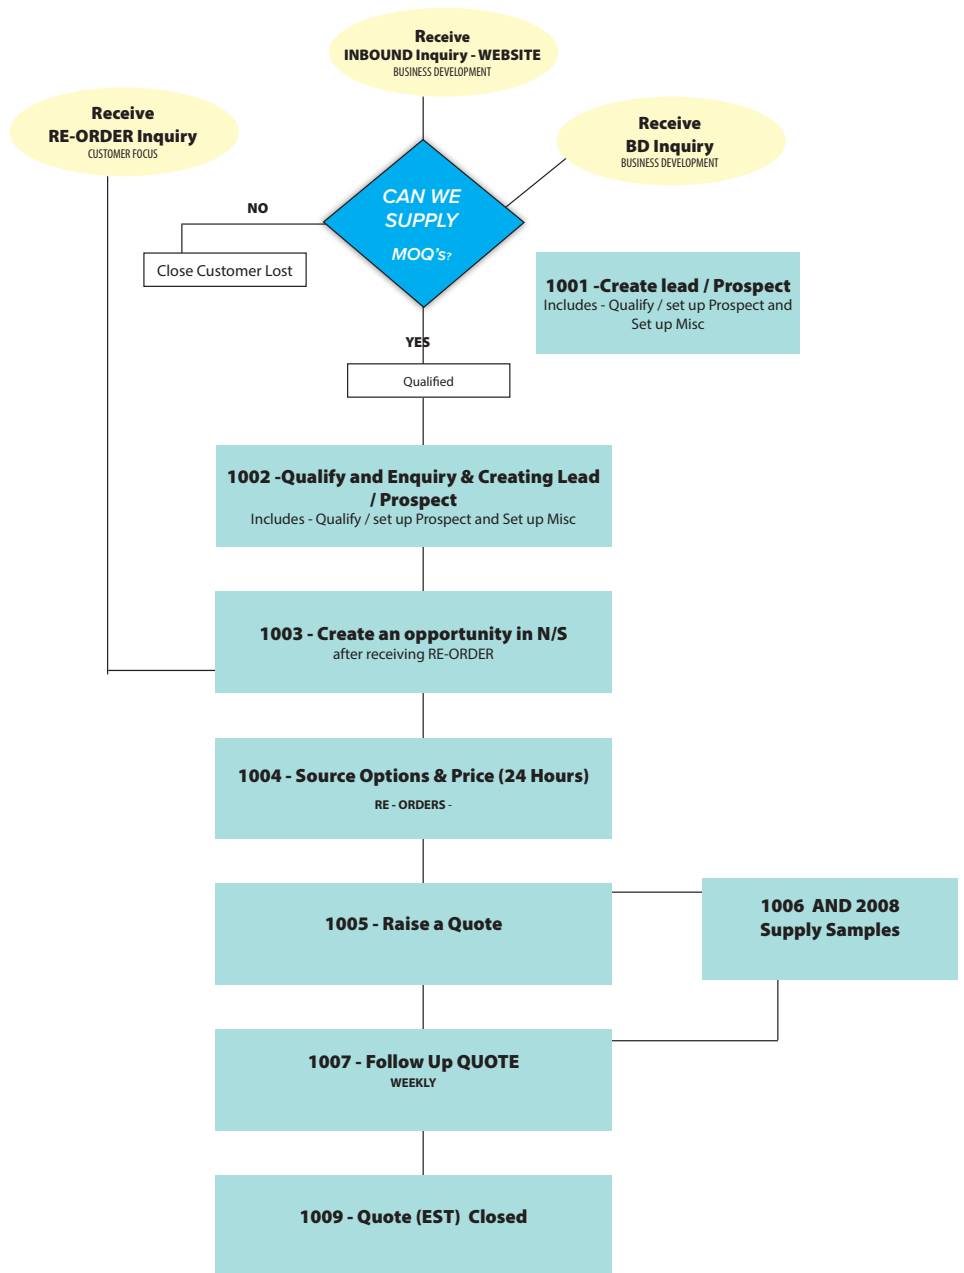 Receive
INBOUND Inquiry - WEBSITE
BUSINESS DEVELOPMENT
Receive
RE-ORDER Inquiry
CUSTOMER FOCUS
Receive
BD Inquiry
BUSINESS DEVELOPMENT
CAN WE
SUPPLY
MOQ's?
NO
Close Customer Lost
1001 -Create lead / Prospect
Includes - Qualify / set up Prospect and
Set up Misc
YES
Qualified
1002 -Qualify and Enquiry & Creating Lead
/ Prospect
Includes - Qualify / set up Prospect and Set up Misc
1003 - Create an opportunity in N/S
after receiving RE-ORDER
1004 - Source Options & Price (24 Hours)
RE - ORDERS -
1005 - Raise a Quote
1006 AND 2008
Supply Samples
1007 - Follow Up QUOTE
WEEKLY
1009 - Quote (EST) Closed